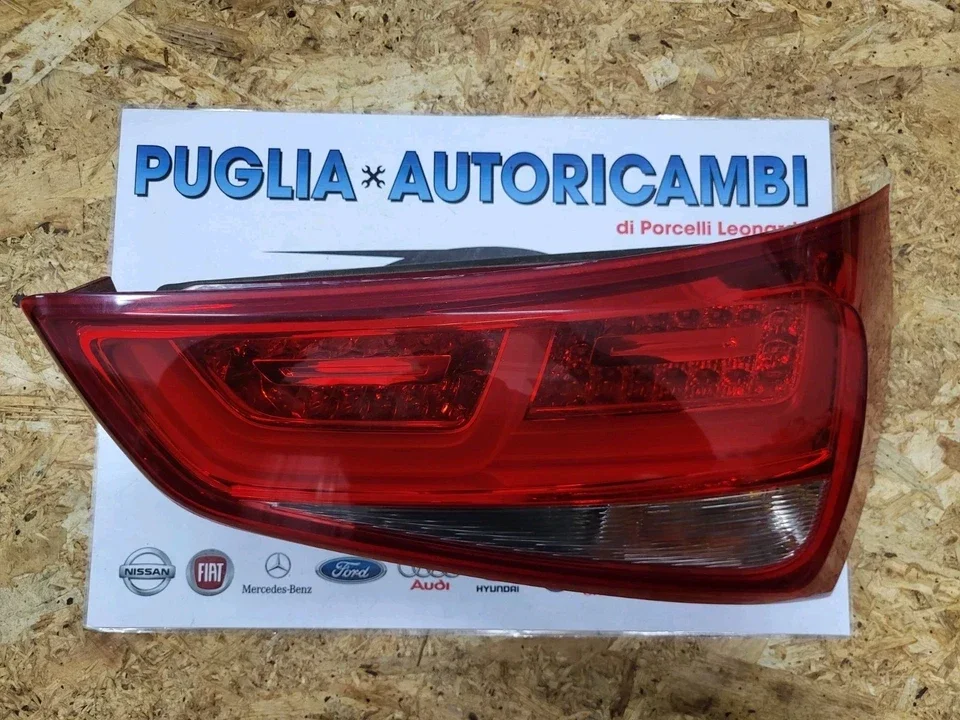 PUGLIA AUTORICAMBI
di Porcelli
NISSAN
FIAT
Mercedes-Benz
Ford
Audi
HYUNDAI